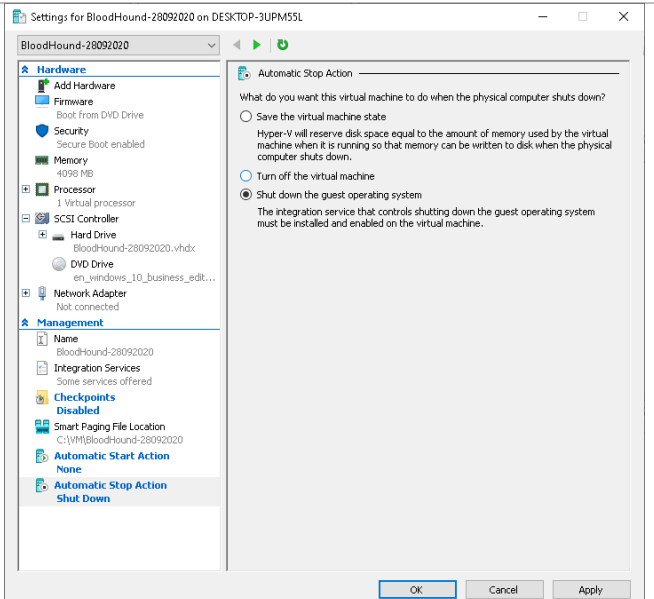 Settings for BloodHound-28092020 on DESKTOP-3UPM55L
BloodHound-28092020
Hardware
Add Hardware
Firmware
Boot from DVD Drive
Security
Secure Boot enabled
Memory
4098 MB
Processor
1 Virtual processor
SCSI Controller
Hard Drive
BloodHound-28092020.vhdx
DVD Drive
en_windows_10_business_edit...
Network Adapter
Not connected
Management
Name
BloodHound-28092020
Integration Services
Some services offered
Checkpoints
Disabled
Smart Paging File Location
C:\VM\BloodHound-28092020
Automatic Start Action
None
Automatic Stop Action
Shut Down
Automatic Stop Action
What do you want this virtual machine to do when the physical computer shuts down?
Save the virtual machine state
Hyper-V will reserve disk space equal to the amount of memory used by the virtual
machine when it is running so that memory can be written to disk when the physical
computer shuts down.
Turn off the virtual machine
Shut down the guest operating system
The integration service that controls shutting down the guest operating system
must be installed and enabled on the virtual machine.
OK
Cancel
Apply